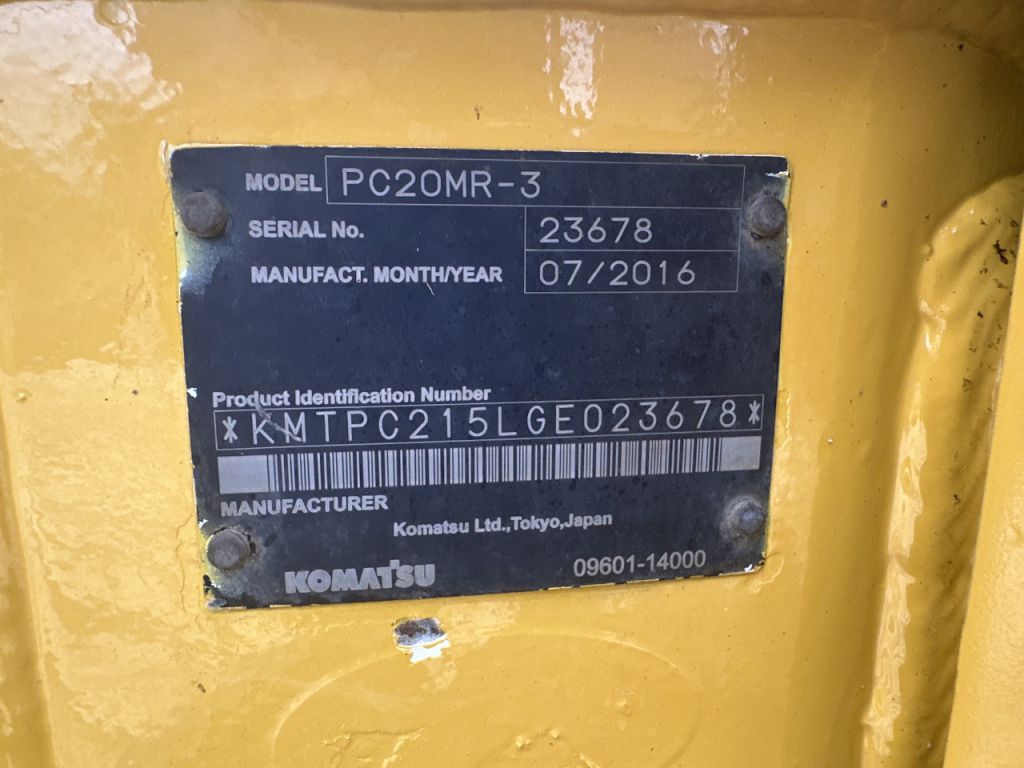 MODEL PC20MR-3
SERIAL No. 23678
MANUFACT. MONTH/YEAR 07/2016
Product Identification Number
*KMTPC215LGE023678*
MANUFACTURER
Komatsu Ltd.,Tokyo,Japan
KOMATSU 09601-14000